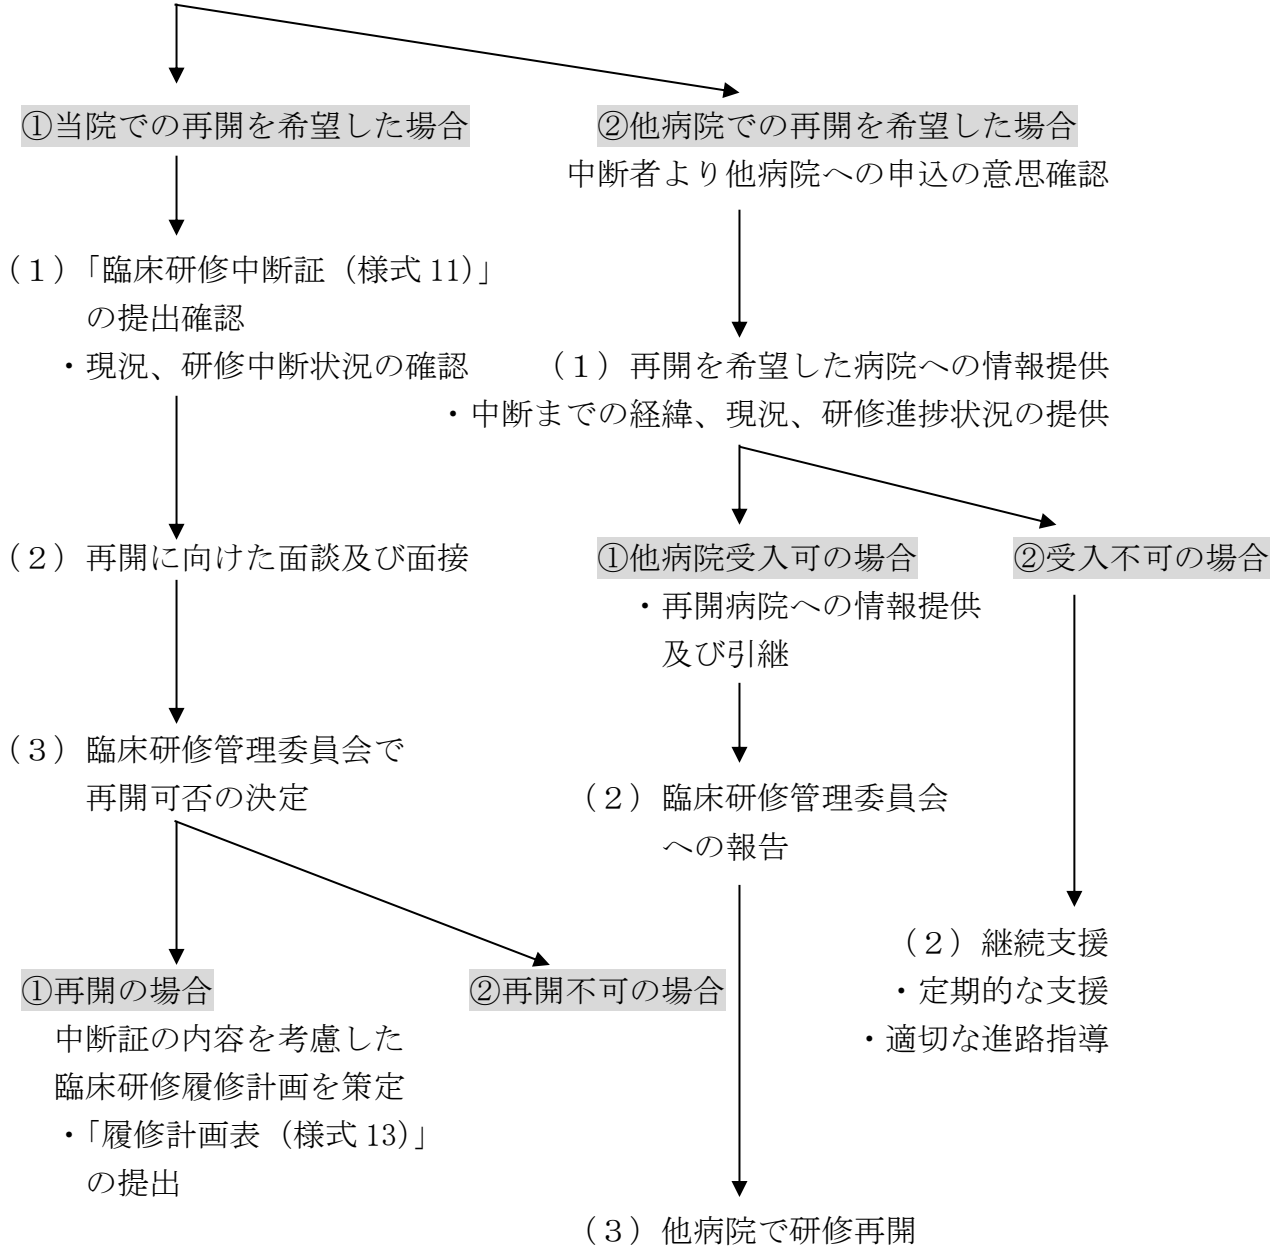 ①当院での再開を希望した場合
（１）「臨床研修中断証（様式 11）」
の提出確認
・現況、研修中断状況の確認
（２）再開に向けた面談及び面接
（３）臨床研修管理委員会で
再開可否の決定
①再開の場合
中断証の内容を考慮した
臨床研修履修計画を策定
・「履修計画表（様式 13）」
の提出
②再開不可の場合
②他病院での再開を希望した場合
中断者より他病院への申込の意思確認
（１）再開を希望した病院への情報提供
・中断までの経緯、現況、研修進捗状況の提供
①他病院受入可の場合
・再開病院への情報提供
及び引継
（２）臨床研修管理委員会
への報告
（３）他病院で研修再開
②受入不可の場合
（２）継続支援
・定期的な支援
・適切な進路指導